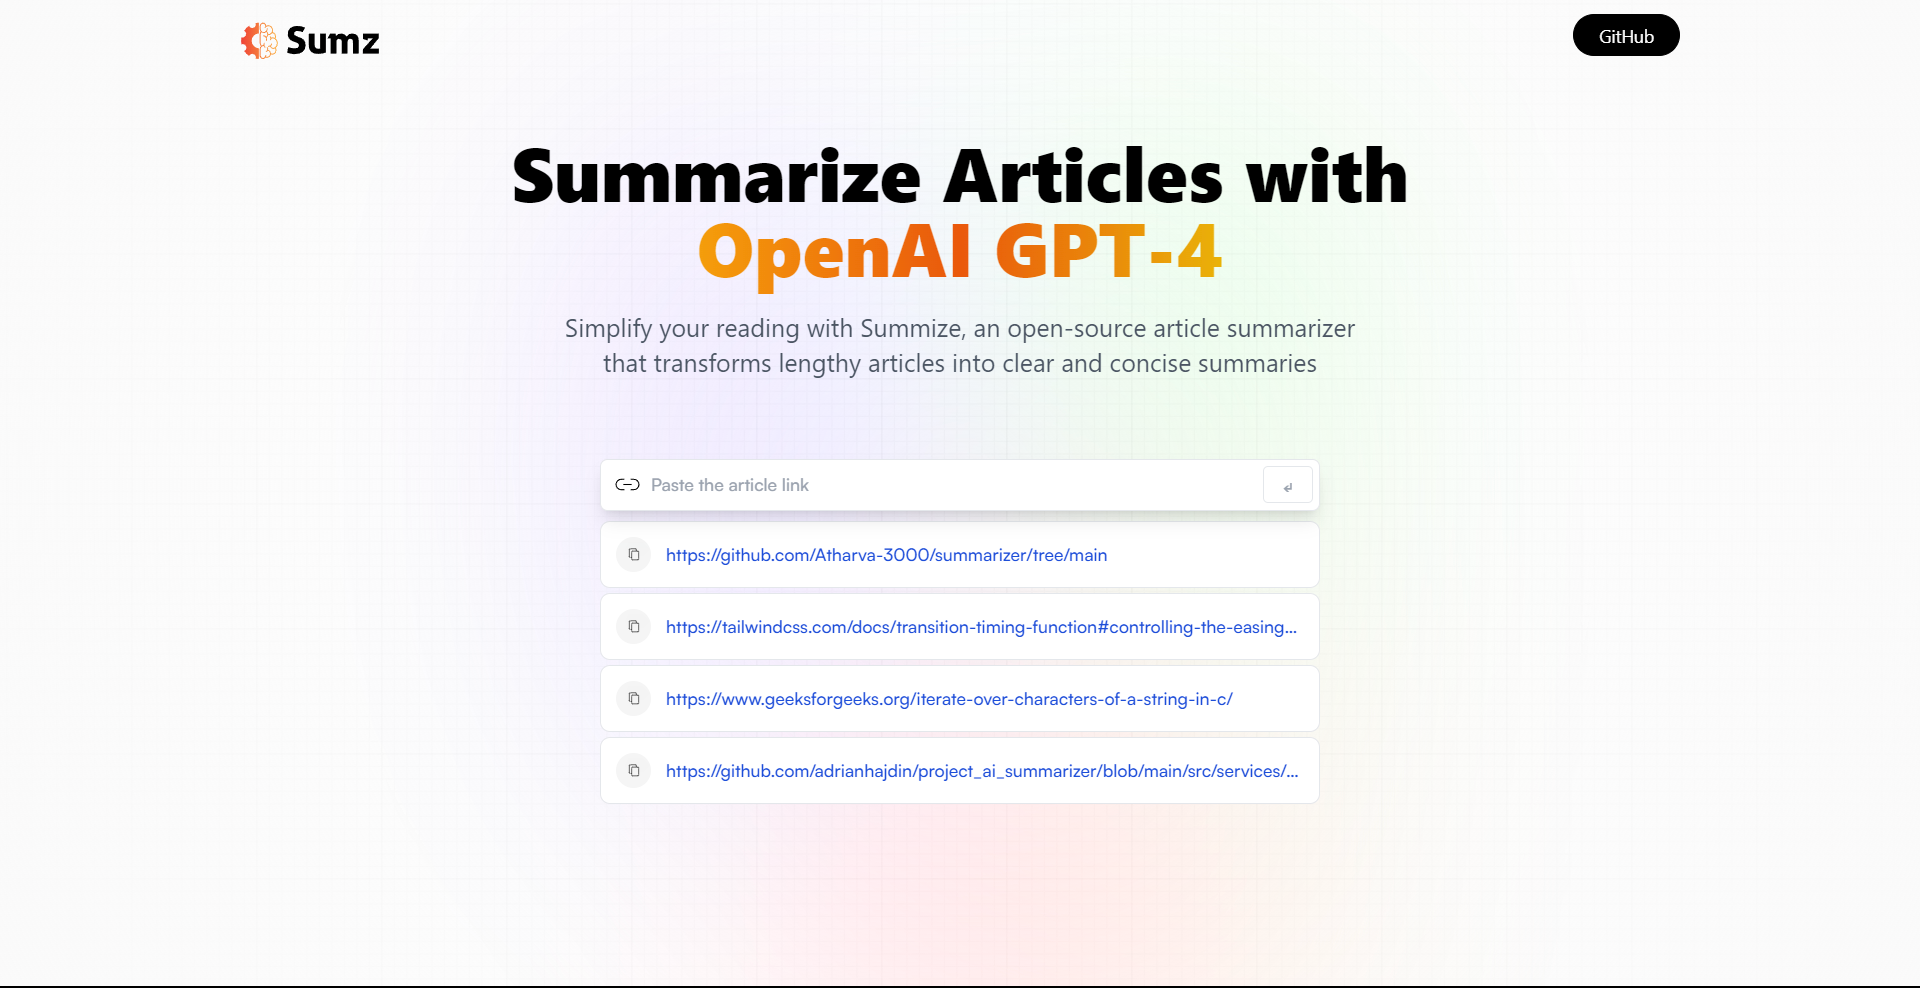 Sumz
GitHub
Summarize Articles with
OpenAI GPT-4
Simplify your reading with Summize, an open-source article summarizer
that transforms lengthy articles into clear and concise summaries
Paste the article link
https://github.com/Atharva-3000/summarizer/tree/main
https://tailwindcss.com/docs/transition-timing-function#controlling-the-easing...
https://www.geeksforgeeks.org/iterate-over-characters-of-a-string-in-c/
https://github.com/adrianhajdin/project_ai_summarizer/blob/main/src/services/...